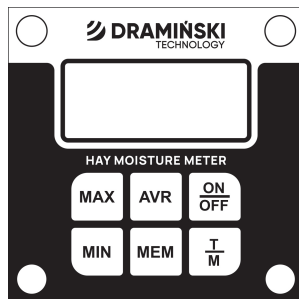 DRAMIŃSKI
TECHNOLOGY
HAY MOISTURE METER
MAX AVR ON/OFF
MIN MEM T/M